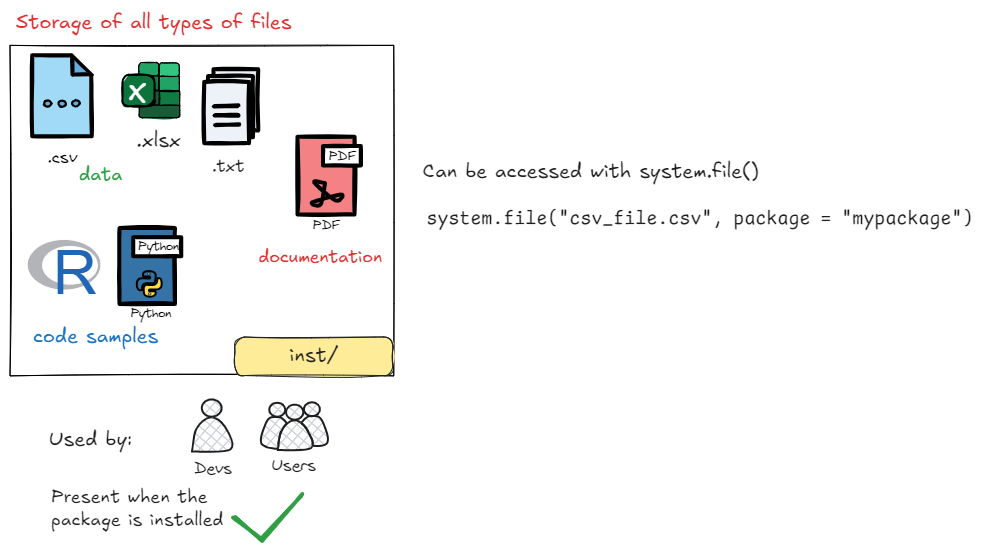 Storage of all types of files
.csv
.xlsx
.txt
data
PDF
PDF
documentation
R
Python
Python
code samples
inst/
Can be accessed with system.file()
system.file("csv_file.csv", package = "mypackage")
Used by:
Devs
Users
Present when the
package is installed